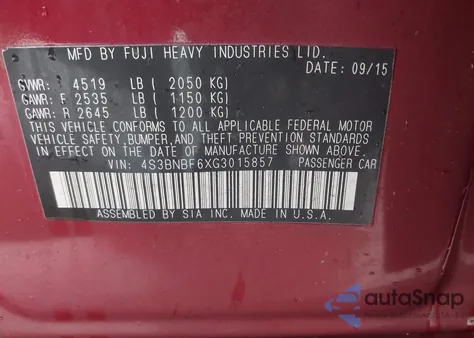 MFD BY FUJI HEAVY INDUSTRIES LTD.
DATE: 09/15
GVWR: 4519 LB ( 2050 KG)
GAWR: F 2535 LB ( 1150 KG)
GAWR: R 2645 LB ( 1200 KG)
THIS VEHICLE CONFORMS TO ALL APPLICABLE FEDERAL MOTOR
VEHICLE SAFETY, BUMPER, AND THEFT PREVENTION STANDARDS
IN EFFECT ON THE DATE OF MANUFACTURE SHOWN ABOVE.
VIN: 4S3BNBF6XG3015857 PASSENGER CAR
ASSEMBLED BY SIA INC. MADE IN U.S.A.
autoSnap